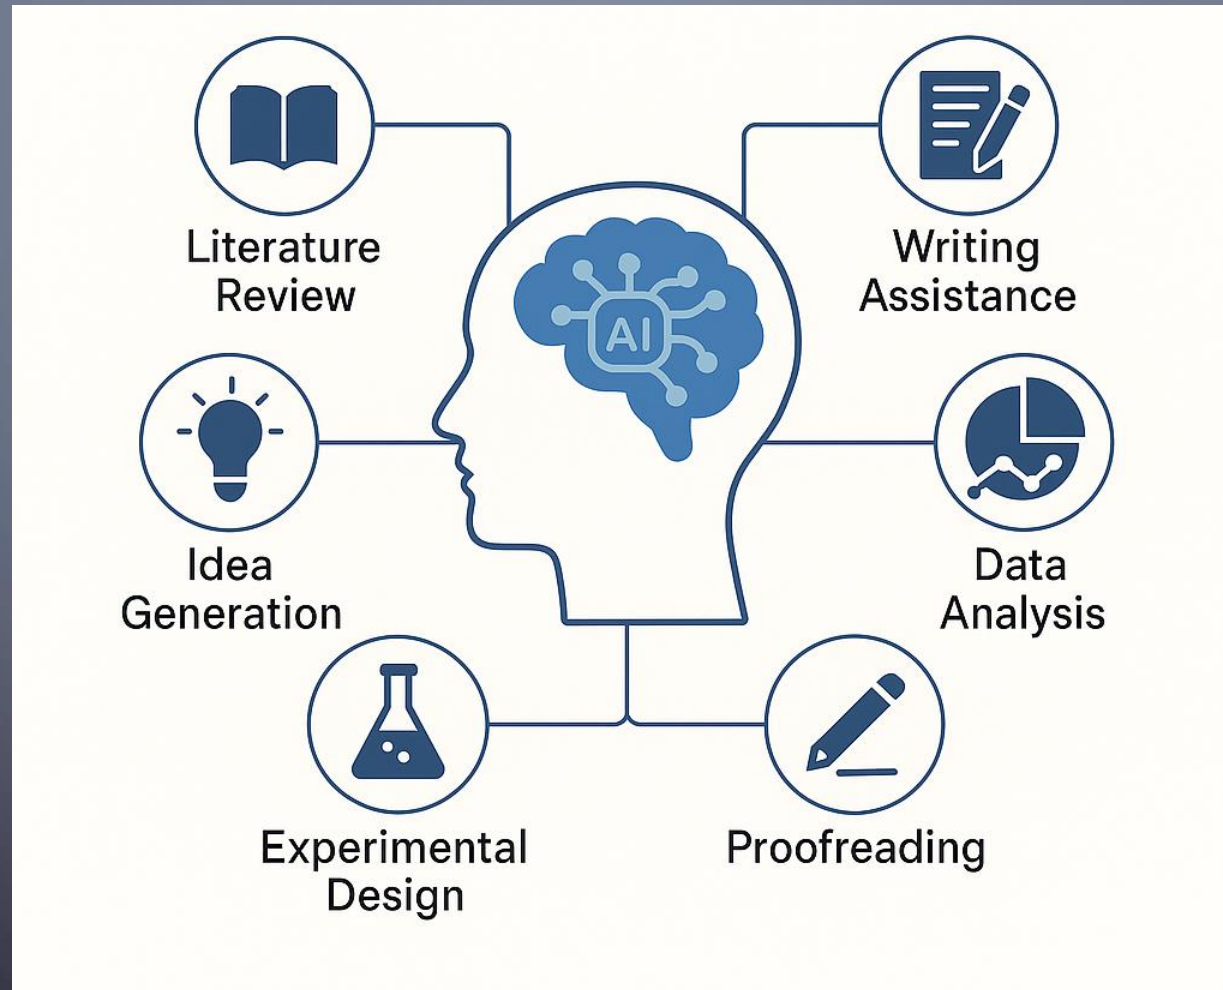 Literature
Review
Writing
Assistance
AI
Idea
Generation
Data
Analysis
Experimental
Design
Proofreading